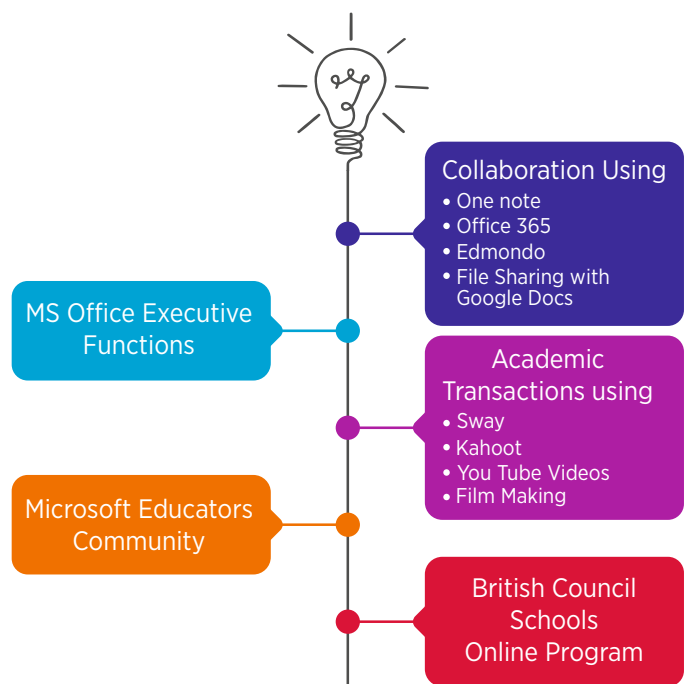 Collaboration Using
• One note
• Office 365
• Edmondo
• File Sharing with
Google Docs
MS Office Executive
Functions
Academic
Transactions using
• Sway
• Kahoot
• You Tube Videos
• Film Making
Microsoft Educators
Community
British Council
Schools
Online Program